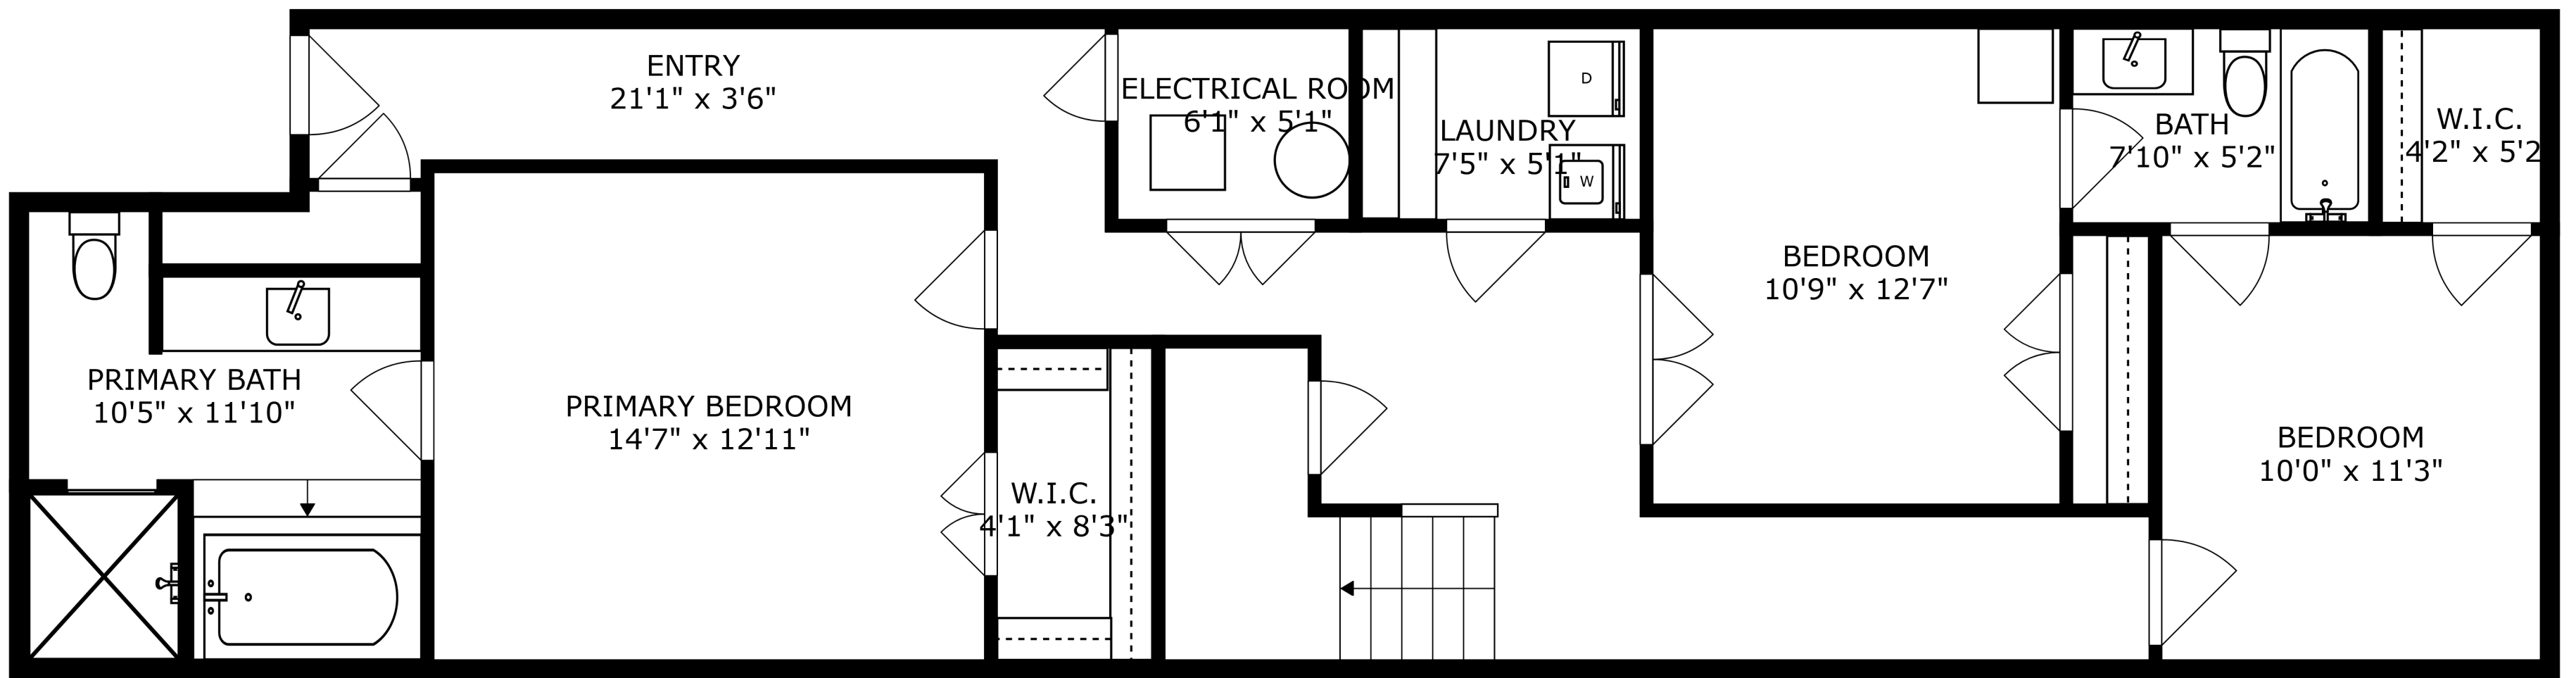 ENTRY
21'1" x 3'6"
ELECTRICAL ROOM
6'1" x 5'1"
D
LAUNDRY
7'5" x 5'1"
W
BATH
7'10" x 5'2"
W.I.C.
4'2" x 5'2
BEDROOM
10'9" x 12'7"
PRIMARY BATH
10'5" x 11'10"
PRIMARY BEDROOM
14'7" x 12'11"
W.I.C.
4'1" x 8'3"
BEDROOM
10'0" x 11'3"